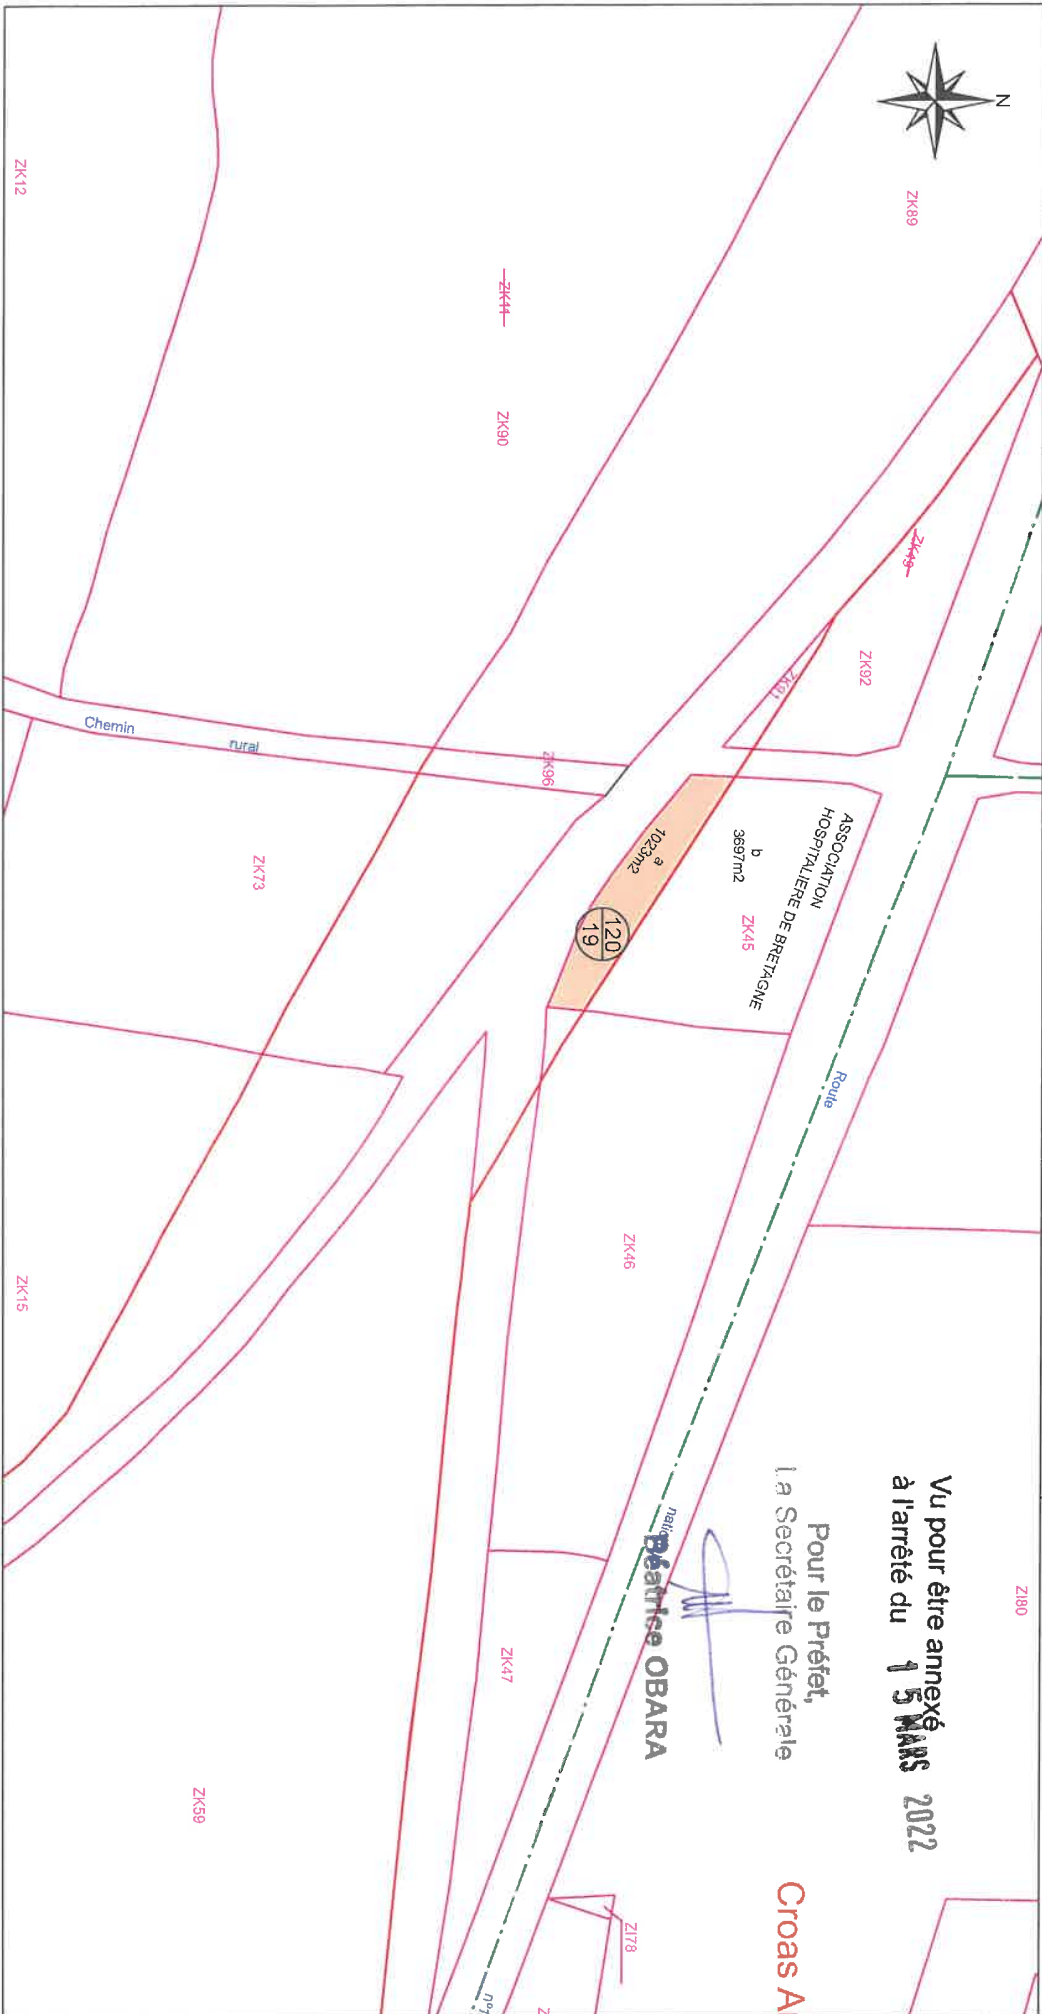 N
ZK89
ZI80
Vu pour être annexé
à l'arrêté du 15 MARS 2022
Pour le Préfet,
La Secrétaire Générale
Béatrice OBARA
Croas A
ZK49
ZK92
ZK91
ASSOCIATION
HOSPITALIERE DE BRETAGNE
b
3697m2
ZK45
a
1023m2
120
19
Route
ZK11
ZK90
ZK96
ZK46
ZK47
ZI78
ZK12
Chemin
rural
ZK73
ZK15
ZK59